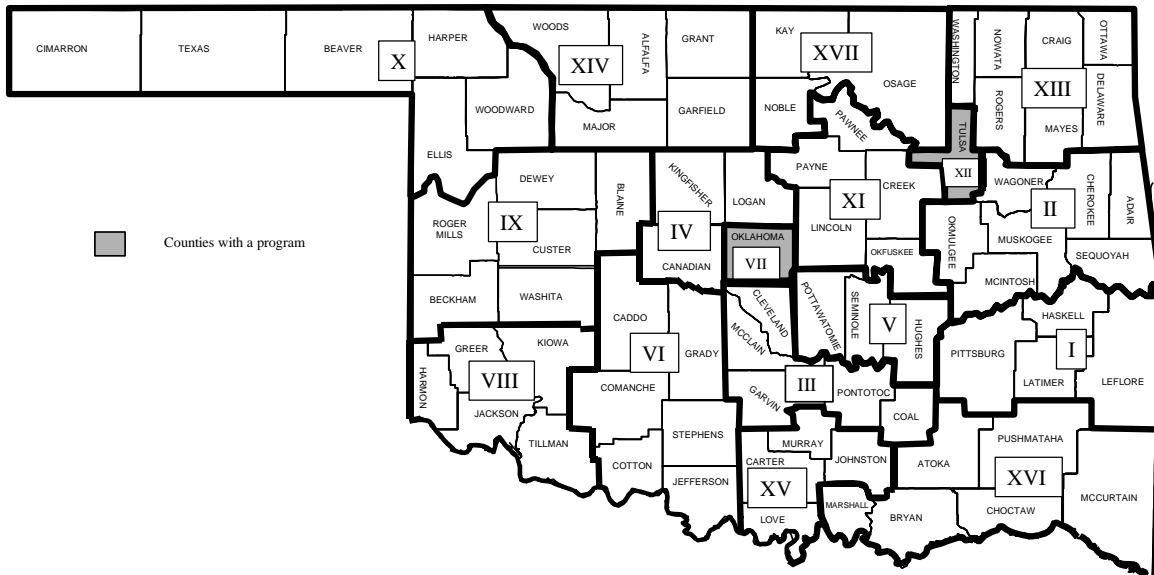 CIMARRON
TEXAS
BEAVER
HARPER
X
WOODS
XIV
ALFALFA
GRANT
KAY
XVII
OSAGE
WASHINGTON
NOWATA
CRAIG
OTTAWA
XIII
DELAWARE
ROGERS
MAYES
WOODWARD
MAJOR
GARFIELD
NOBLE
PAWNEE
TULSA
XII
ELLIS
DEWEY
BLAINE
KINGFISHER
LOGAN
PAYNE
CREEK
WAGONER
CHEROKEE
ADAIR
II
ROGER
MILLS
IX
CUSTER
IV
CANADIAN
OKLAHOMA
VII
XI
LINCOLN
OKFUSKEE
OKMULGEE
MUSKOGEE
SEQUOYAH
MCINTOSH
Counties with a program
BECKHAM
WASHITA
CADDO
VI
GRADY
CLEVELAND
MCCLAIN
POTTAWATOMIE
SEMINOLE
V
HUGHES
PITTSBURG
HASKELL
I
LATIMER
LEFLORE
GREER
KIOWA
HARMON
VIII
JACKSON
TILLMAN
COMANCHE
COTTON
STEPHENS
JEFFERSON
GARVIN
III
PONTOTOC
COAL
MURRAY
CARTER
XV
JOHNSTON
LOVE
MARSHALL
ATOKA
PUSHMATAHA
XVI
BRYAN
CHOCTAW
MCCURTAIN